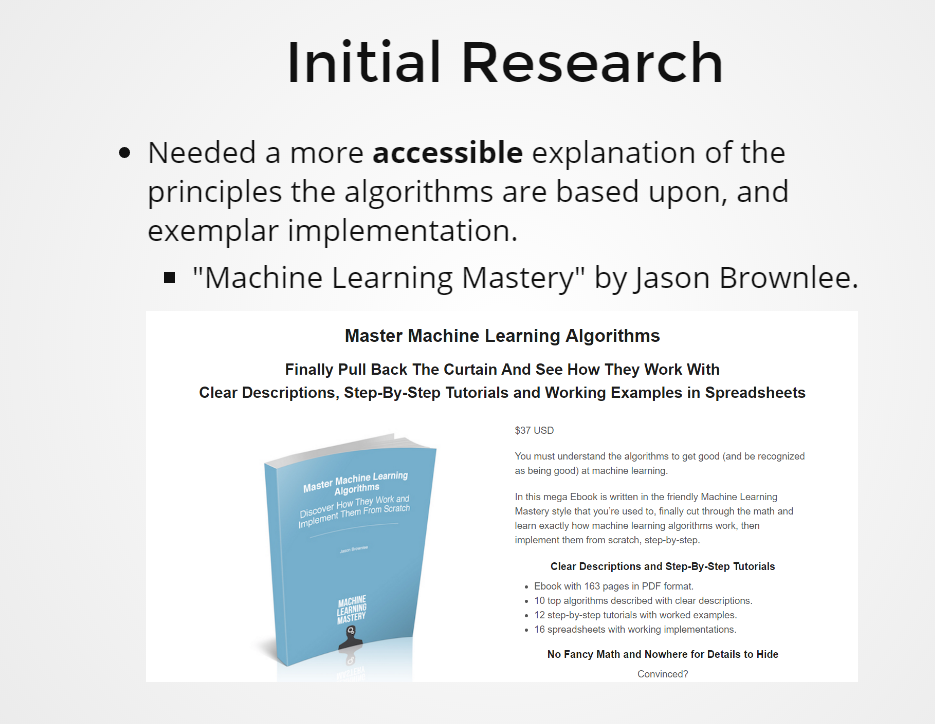 Initial Research
Needed a more accessible explanation of the
principles the algorithms are based upon, and
exemplar implementation.
"Machine Learning Mastery" by Jason Brownlee.
Master Machine Learning Algorithms
Finally Pull Back The Curtain And See How They Work With
Clear Descriptions, Step-By-Step Tutorials and Working Examples in Spreadsheets
Master Machine Learning
Algorithms
Discover How They Work and
Implement Them From Scratch
Jason Brownlee
MACHINE
LEARNING
MASTERY
$37 USD
You must understand the algorithms to get good (and be recognized
as being good) at machine learning.
In this mega Ebook is written in the friendly Machine Learning
Mastery style that you're used to, finally cut through the math and
learn exactly how machine learning algorithms work, then
implement them from scratch, step-by-step.
Clear Descriptions and Step-By-Step Tutorials
Ebook with 163 pages in PDF format.
10 top algorithms described with clear descriptions.
12 step-by-step tutorials with worked examples.
16 spreadsheets with working implementations.
No Fancy Math and Nowhere for Details to Hide
Convinced?